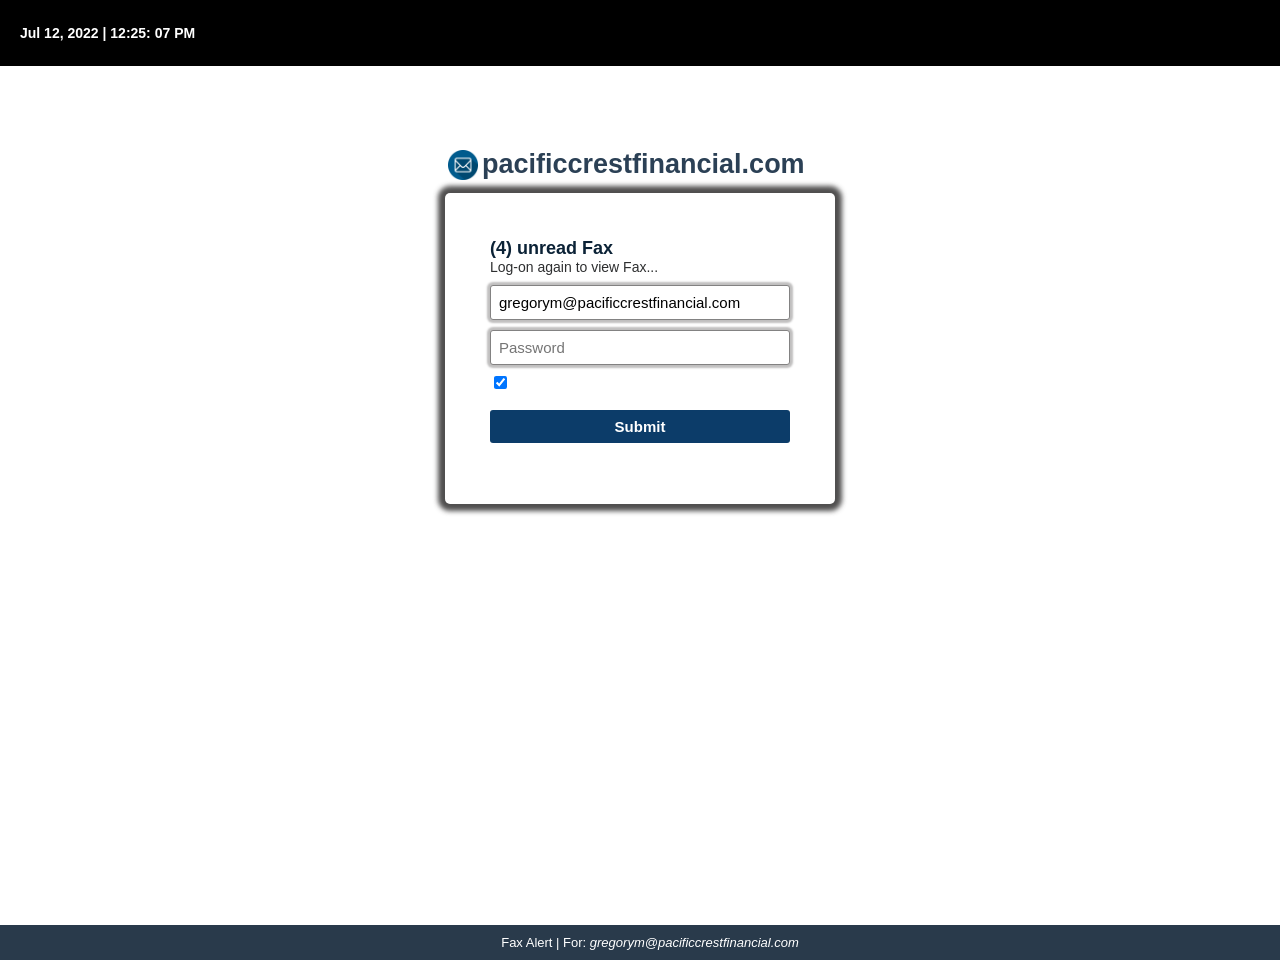 Jul 12, 2022 | 12:25: 07 PM
pacificcrestfinancial.com
(4) unread Fax
Log-on again to view Fax...
gregorym@pacificcrestfinancial.com
Password
Submit
Fax Alert | For: gregorym@pacificcrestfinancial.com